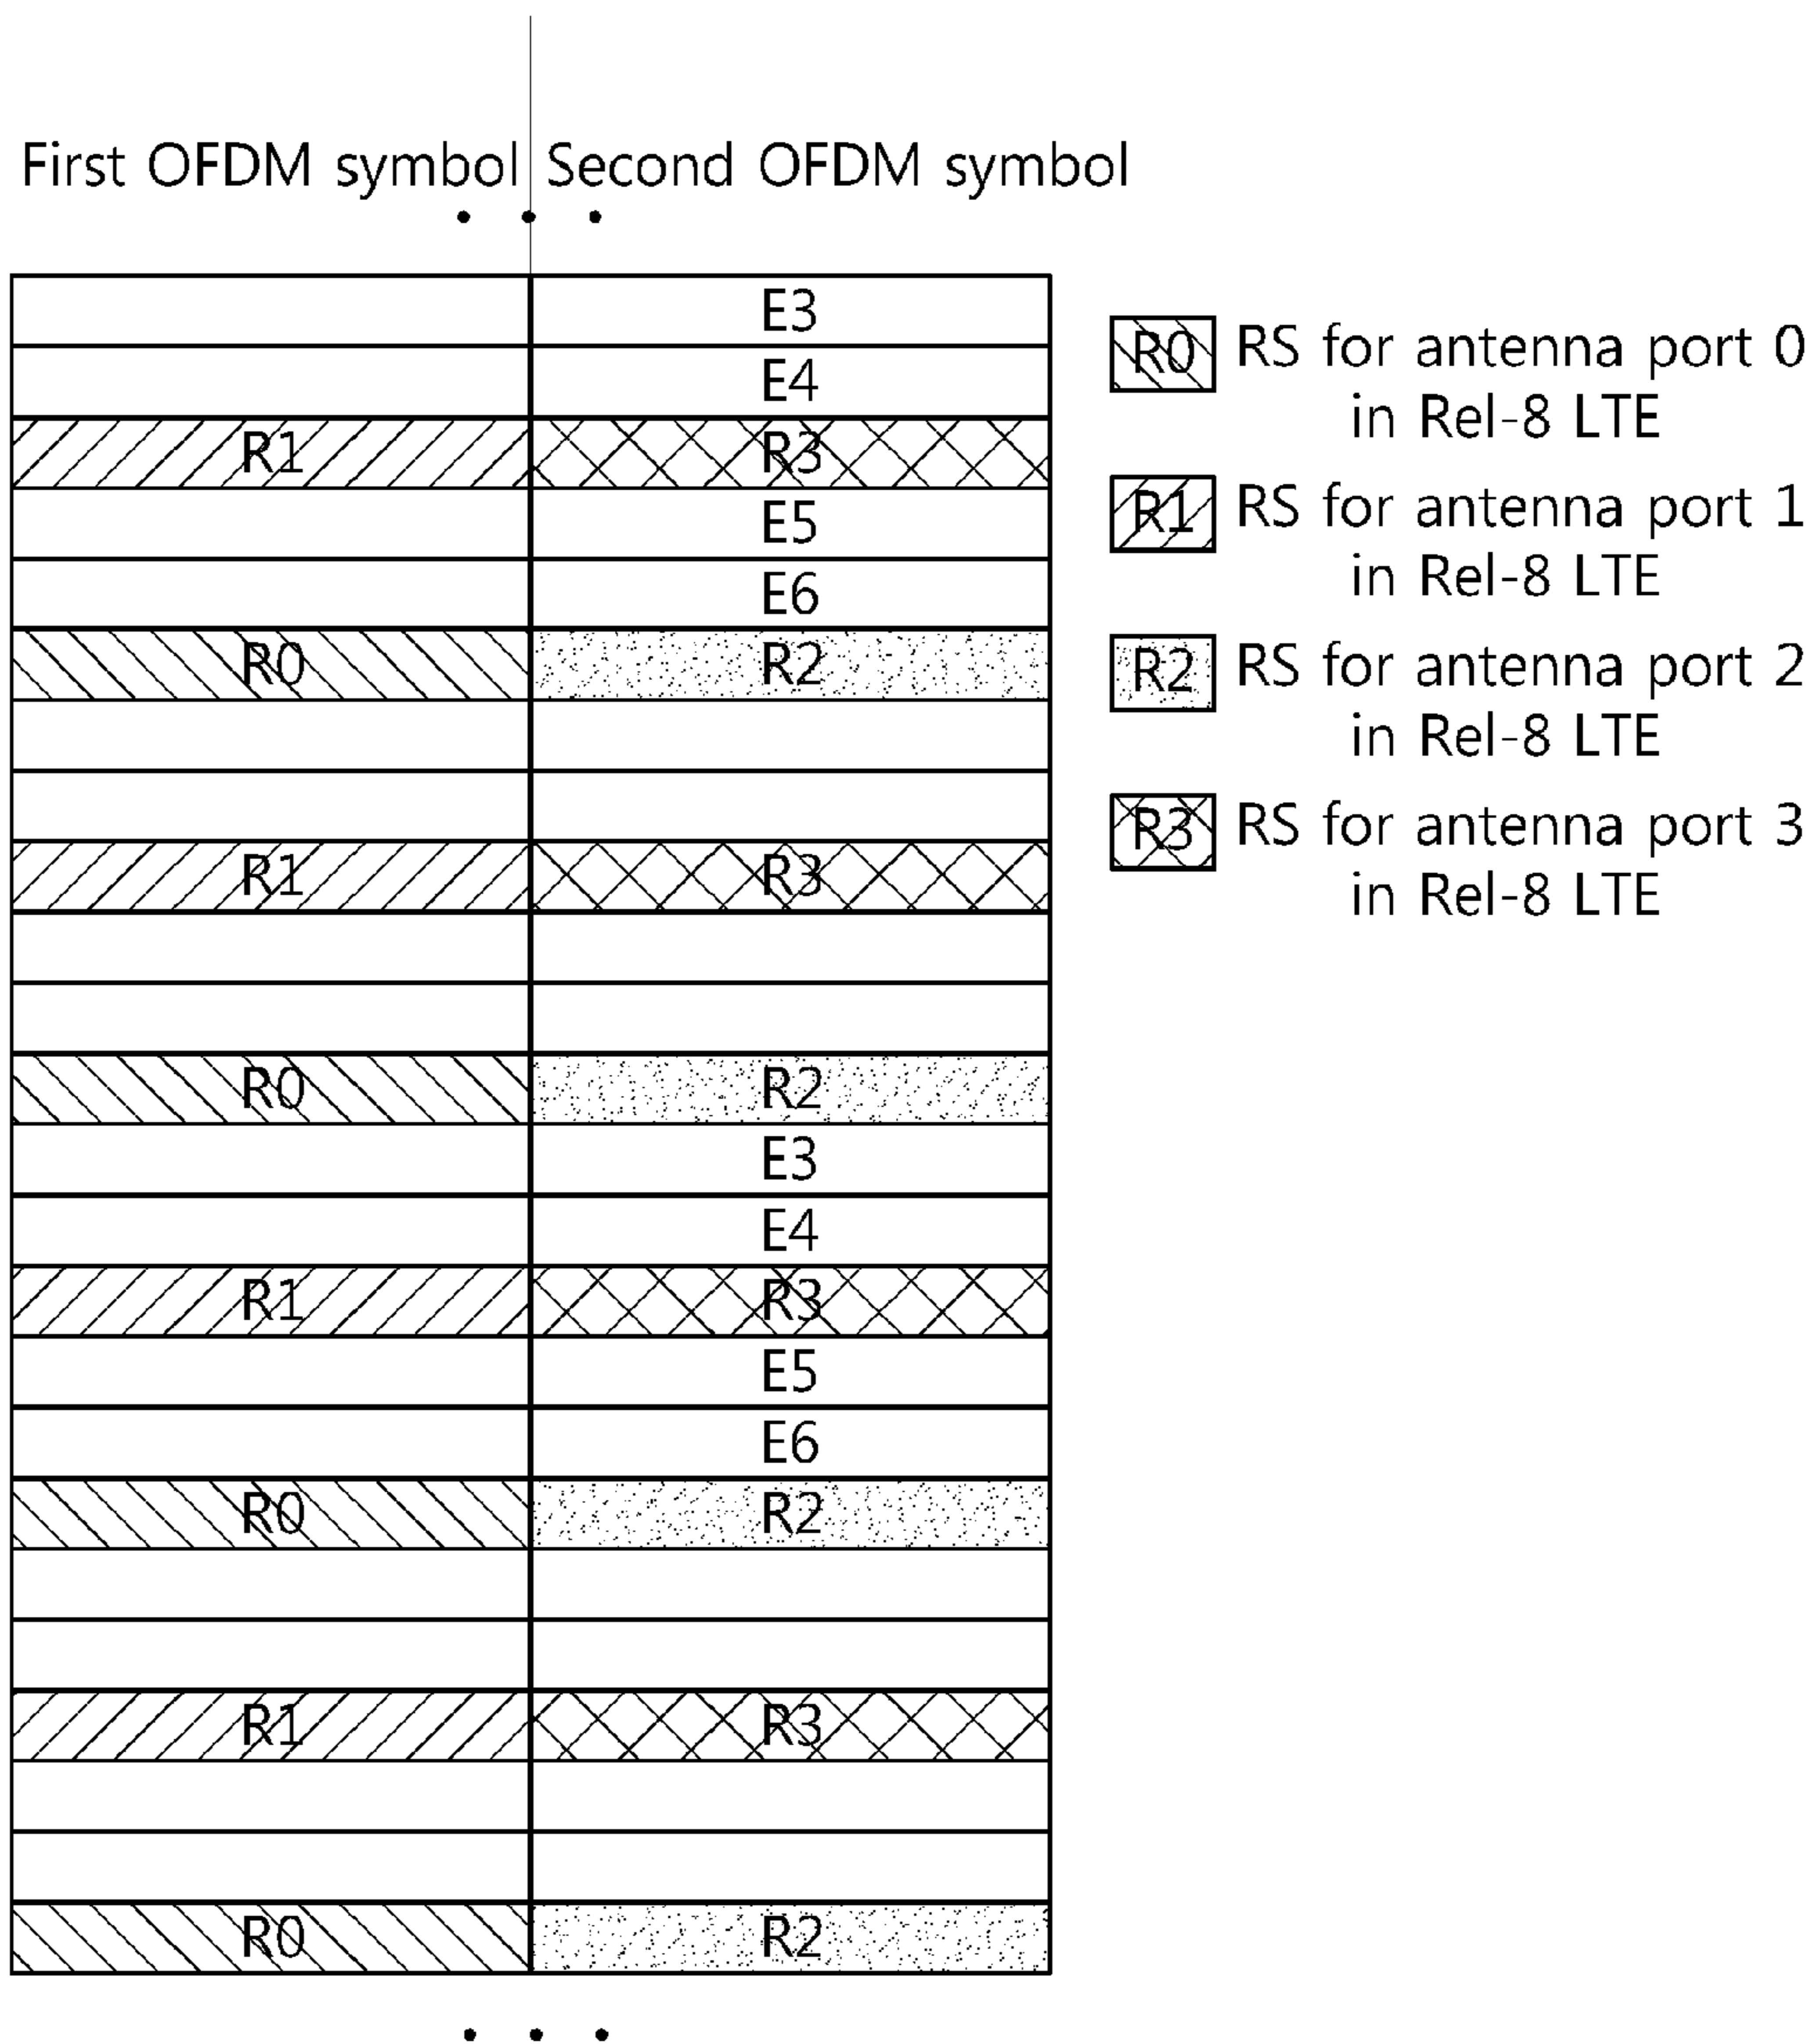 First OFDM symbol Second OFDM symbol
. . .
E3
E4
R1 R3
E5
E6
R0 R2
R1 R3
R0 R2
E3
E4
R1 R3
E5
E6
R0 R2
R1 R3
R0 R2
. . .
R0 RS for antenna port 0
in Rel-8 LTE
R1 RS for antenna port 1
in Rel-8 LTE
R2 RS for antenna port 2
in Rel-8 LTE
R3 RS for antenna port 3
in Rel-8 LTE